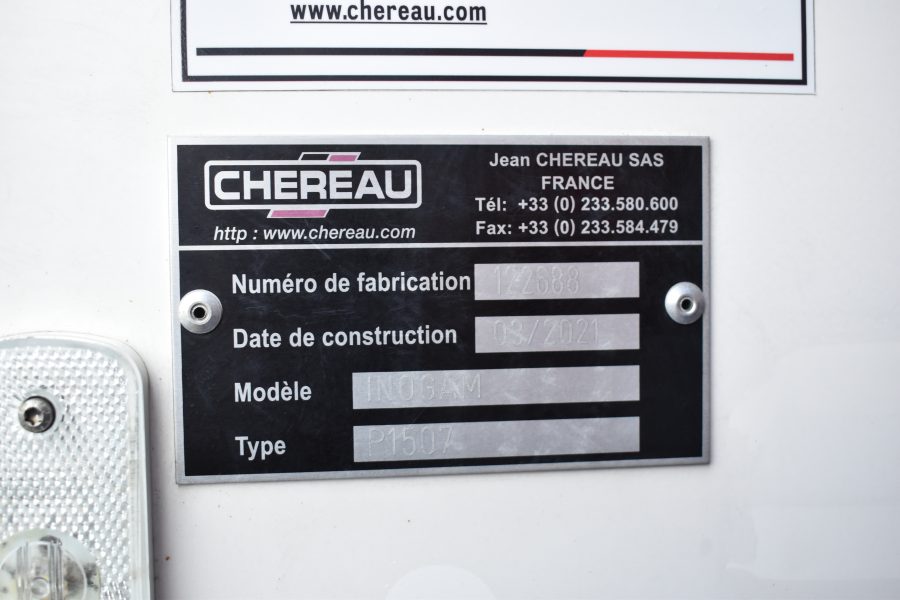 www.chereau.com
CHEREAU
http : www.chereau.com
Jean CHEREAU SAS
FRANCE
Tél: +33 (0) 233.580.600
Fax: +33 (0) 233.584.479
Numéro de fabrication 122688
Date de construction 03/2021
Modèle INOGAM
Type P1507